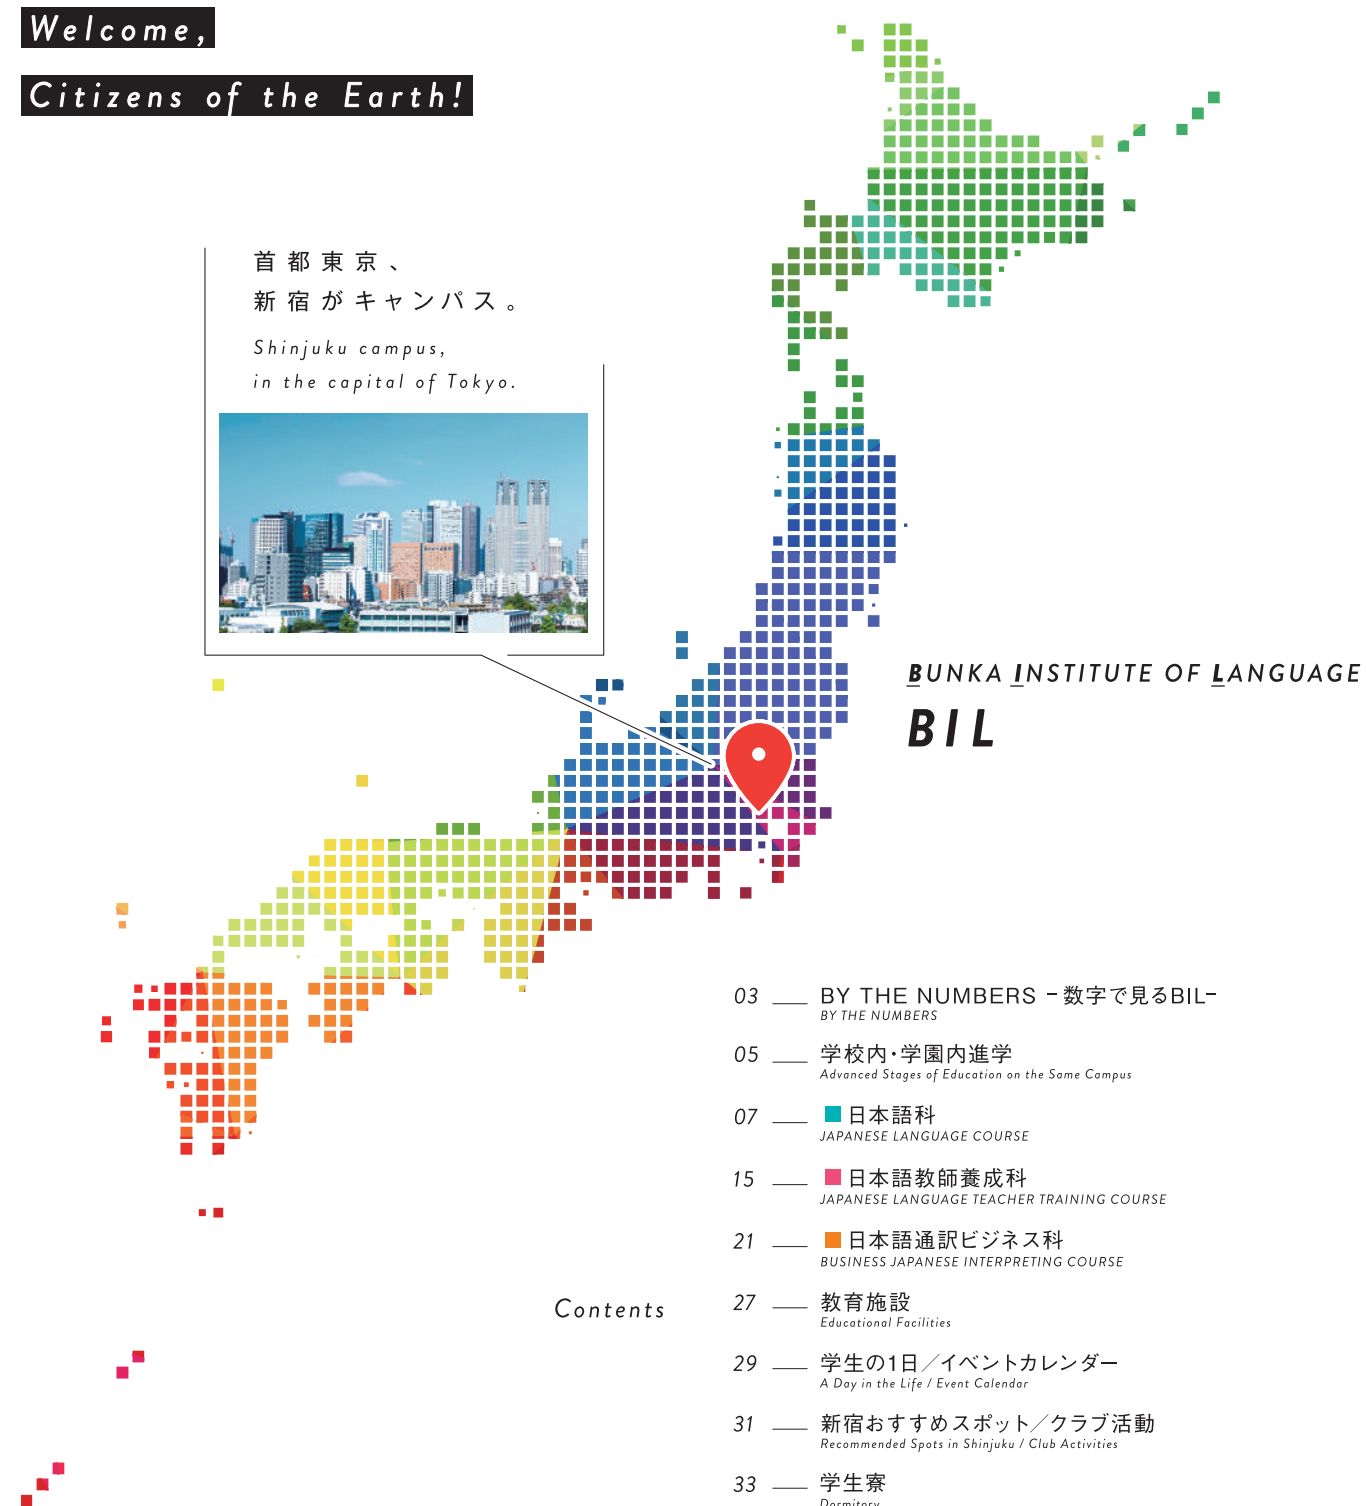 Welcome,
Citizens of the Earth!
首都東京、
新宿がキャンパス。
Shinjuku campus,
in the capital of Tokyo.
BUNKA INSTITUTE OF LANGUAGE
BIL
Contents
03 BY THE NUMBERS －数字で見るBIL－
BY THE NUMBERS
05 学校内・学園内進学
Advanced Stages of Education on the Same Campus
07 日本語科
JAPANESE LANGUAGE COURSE
15 日本語教師養成科
JAPANESE LANGUAGE TEACHER TRAINING COURSE
21 日本語通訳ビジネス科
BUSINESS JAPANESE INTERPRETING COURSE
27 教育施設
Educational Facilities
29 学生の1日／イベントカレンダー
A Day in the Life / Event Calendar
31 新宿おすすめスポット／クラブ活動
Recommended Spots in Shinjuku / Club Activities
33 学生寮
Dormitory